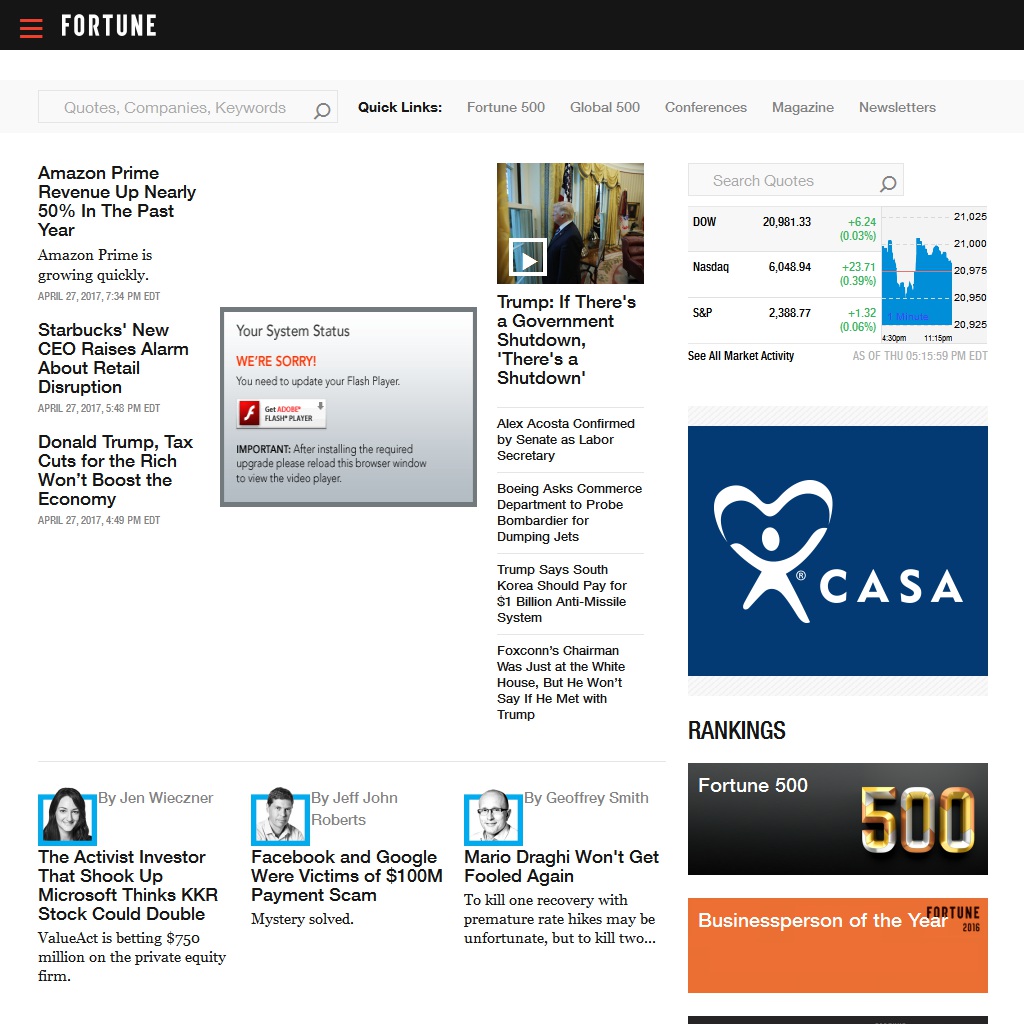 FORTUNE
Quotes, Companies, Keywords
Quick Links:
Fortune 500
Global 500
Conferences
Magazine
Newsletters
Amazon Prime
Revenue Up Nearly
50% In The Past
Year
Amazon Prime is
growing quickly.
APRIL 27, 2017, 7:34 PM EDT
Starbucks' New
CEO Raises Alarm
About Retail
Disruption
APRIL 27, 2017, 5:48 PM EDT
Donald Trump, Tax
Cuts for the Rich
Won’t Boost the
Economy
APRIL 27, 2017, 4:49 PM EDT
Your System Status
WE'RE SORRY!
You need to update your Flash Player.
Get ADOBE®
FLASH® PLAYER
IMPORTANT: After installing the required
upgrade please reload this browser window
to view the video player.
Trump: If There's
a Government
Shutdown,
'There's a
Shutdown'
Alex Acosta Confirmed
by Senate as Labor
Secretary
Boeing Asks Commerce
Department to Probe
Bombardier for
Dumping Jets
Trump Says South
Korea Should Pay for
$1 Billion Anti-Missile
System
Foxconn’s Chairman
Was Just at the White
House, But He Won’t
Say If He Met with
Trump
Search Quotes
DOW 20,981.33 +6.24
(0.03%)
Nasdaq 6,048.94 +23.71
(0.39%)
S&P 2,388.77 +1.32
(0.06%)
21,025
21,000
20,975
20,950
20,925
1 Minute
4:30pm 11:15pm
See All Market Activity
AS OF THU 05:15:59 PM EDT
® CASA
RANKINGS
Fortune 500
500
Businessperson of the Year
FORTUNE
2016
By Jen Wieczner
The Activist Investor
That Shook Up
Microsoft Thinks KKR
Stock Could Double
ValueAct is betting $750
million on the private equity
firm.
By Jeff John
Roberts
Facebook and Google
Were Victims of $100M
Payment Scam
Mystery solved.
By Geoffrey Smith
Mario Draghi Won't Get
Fooled Again
To kill one recovery with
premature rate hikes may be
unfortunate, but to kill two...